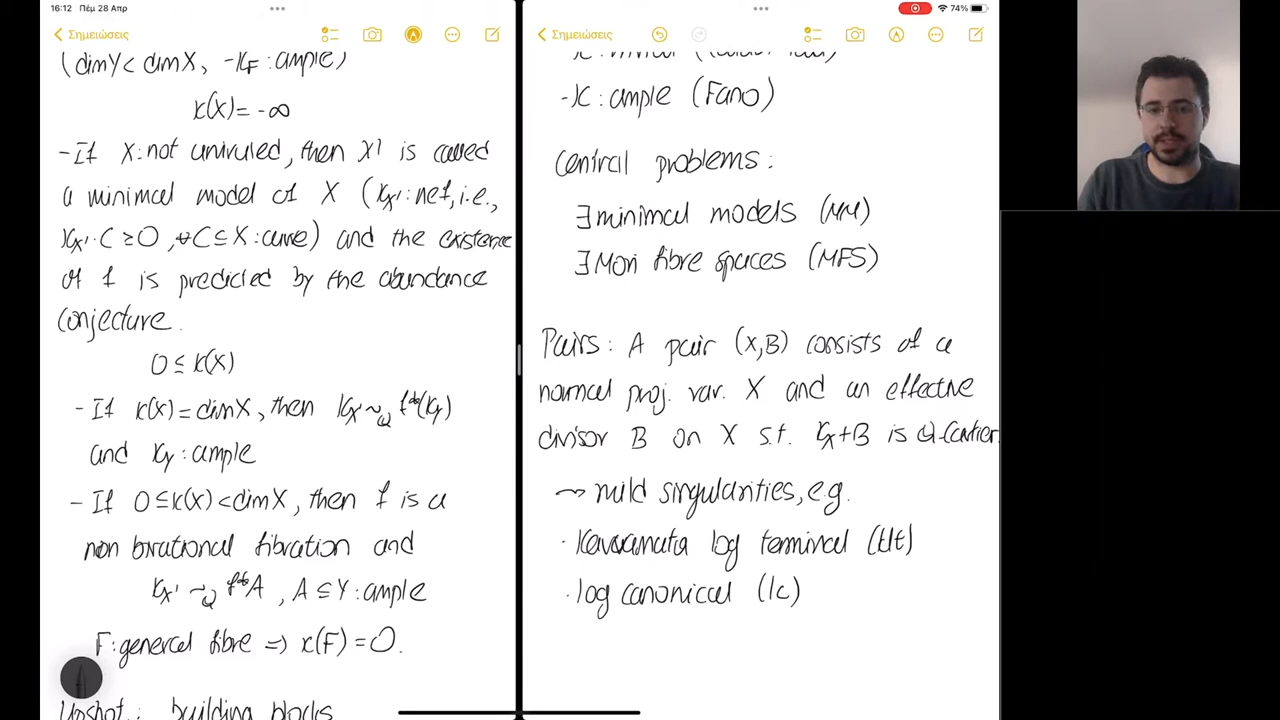 16:12 Πέμ 28 Απρ
Σημειώσεις
(dimY<dimX, -K_F : ample)
κ(X) = -∞
- If X: not uniruled, then X' is called
a minimal model of X (K_X' : nef, i.e.,
K_X' · C ≥ 0, ∀ C ⊆ X : curve) and the existence
of f is predicted by the abundance
conjecture.
0 ≤ κ(X)
- If κ(X) = dimX, then K_X' ~_Q f*(K_Y)
and K_Y : ample
- If 0 ≤ κ(X) < dimX, then f is a
non birational fibration and
K_X' ~_Q f*A, A ⊆ Y : ample
F: general fibre ⇒ κ(F) = 0.
Upshot: building blocks
74%
Σημειώσεις
-K : ample (Fano)
Central problems:
∃ minimal models (MM)
∃ Mori fibre spaces (MFS)
Pairs: A pair (X,B) consists of a
normal proj. var. X and an effective
divisor B on X s.t. K_X+B is Q-Cartier.
⇝ mild singularities, e.g.
· Kawamata log terminal (klt)
· log canonical (lc)